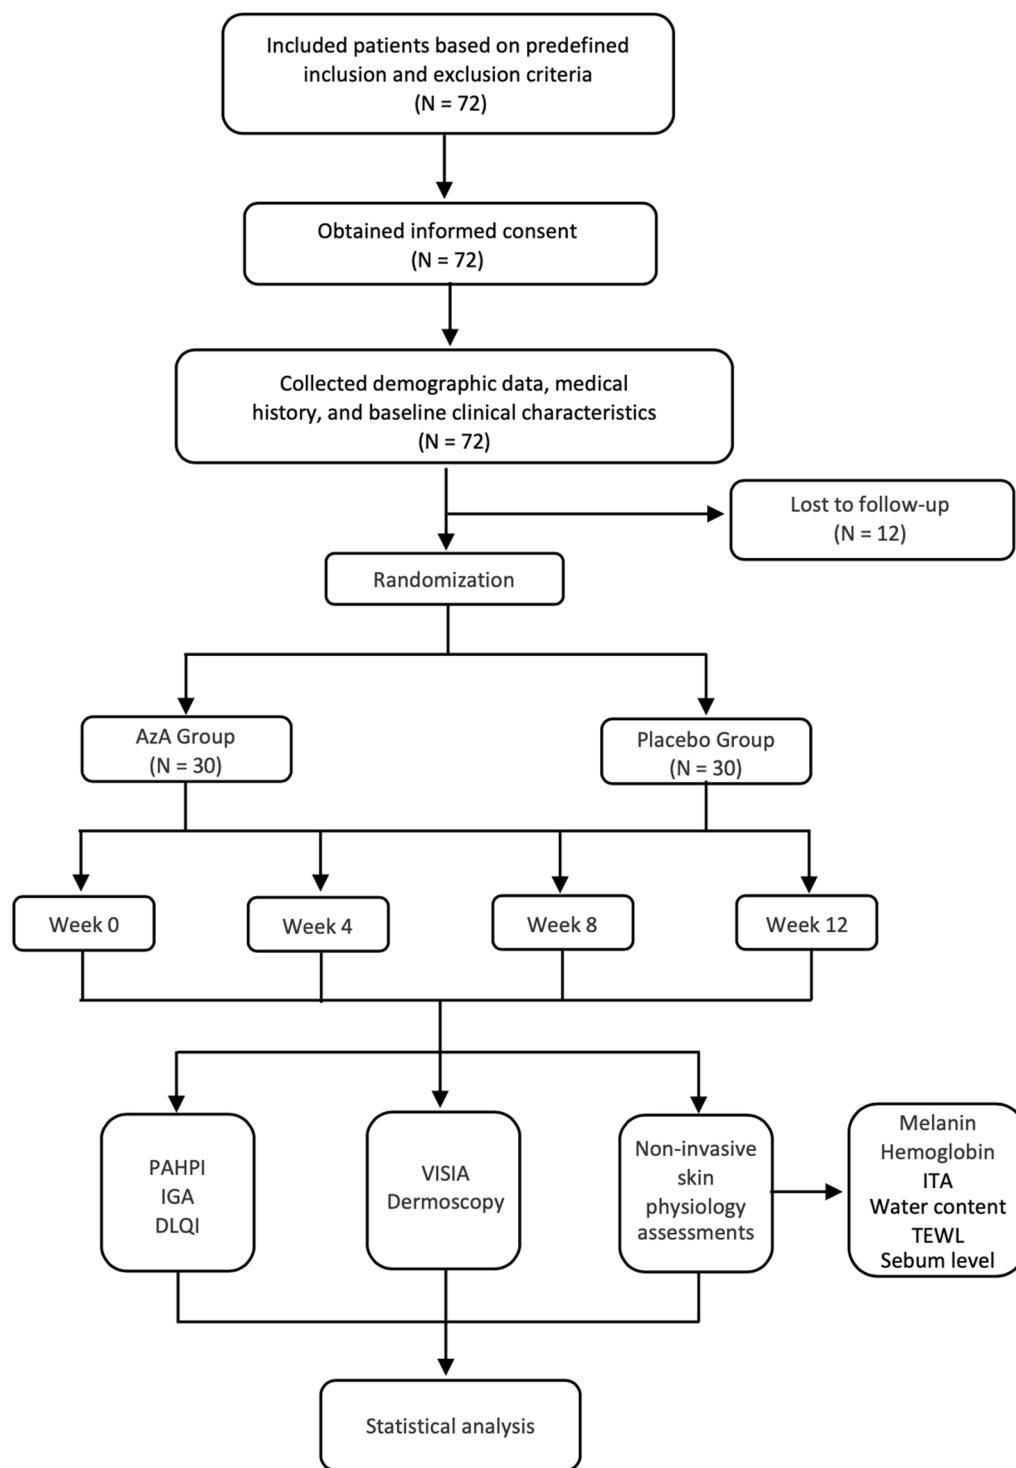 Included patients based on predefined
inclusion and exclusion criteria
(N = 72)
Obtained informed consent
(N = 72)
Collected demographic data, medical
history, and baseline clinical characteristics
(N = 72)
Lost to follow-up
(N = 12)
Randomization
AzA Group
(N = 30)
Placebo Group
(N = 30)
Week 0
Week 4
Week 8
Week 12
PAHPI
IGA
DLQI
VISIA
Dermoscopy
Non-invasive
skin
physiology
assessments
Melanin
Hemoglobin
ITA
Water content
TEWL
Sebum level
Statistical analysis